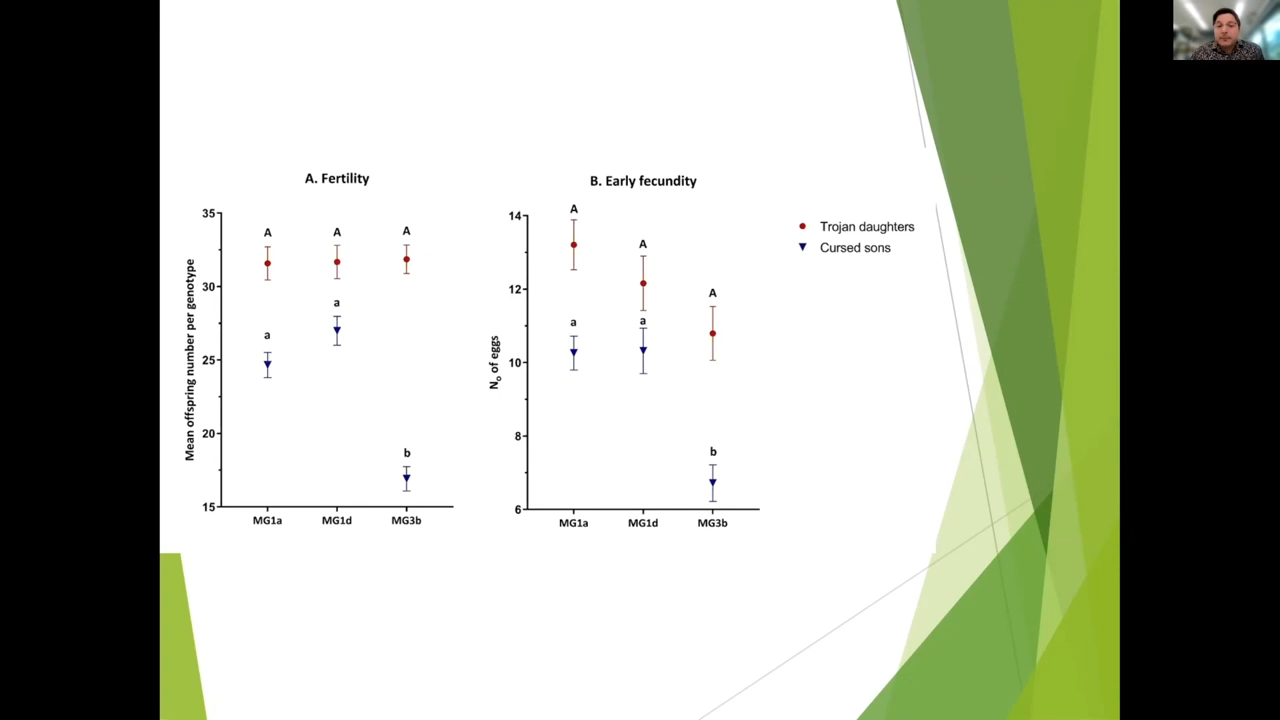 A. Fertility
Mean offspring number per genotype
35
30
25
20
15
A
A
A
a
a
b
MG1a
MG1d
MG3b
B. Early fecundity
No of eggs
14
12
10
8
6
A
A
A
a
a
b
MG1a
MG1d
MG3b
Trojan daughters
Cursed sons